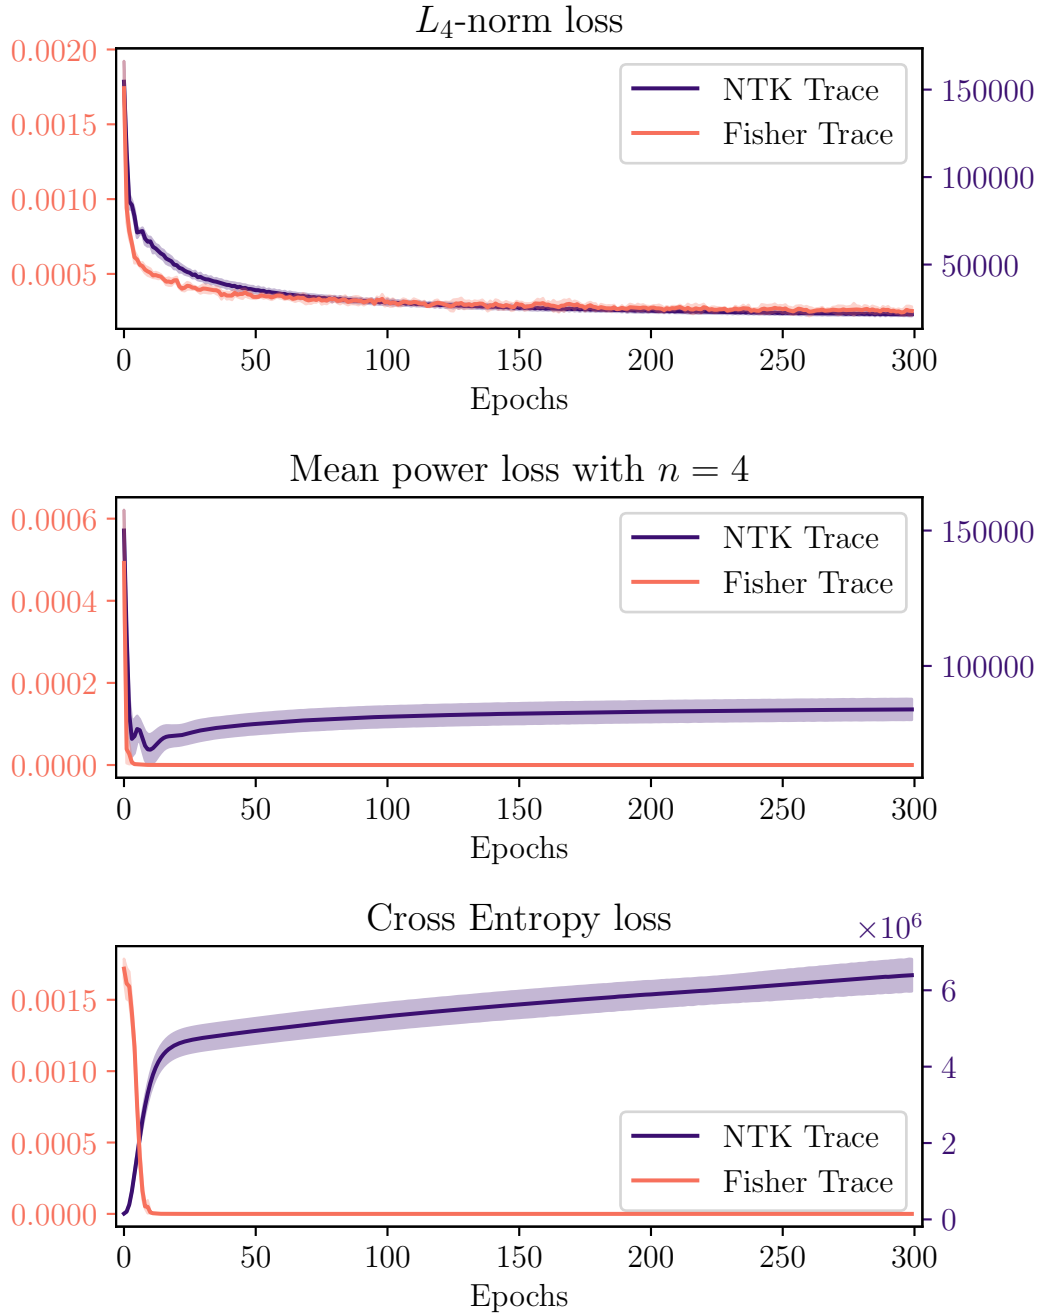 L₄-norm loss
0.0020
0.0015
0.0010
0.0005
150000
100000
50000
NTK Trace
Fisher Trace
0 50 100 150 200 250 300
Epochs
Mean power loss with n = 4
0.0006
0.0004
0.0002
0.0000
150000
100000
NTK Trace
Fisher Trace
0 50 100 150 200 250 300
Epochs
Cross Entropy loss
×10⁶
0.0015
0.0010
0.0005
0.0000
6
4
2
0
NTK Trace
Fisher Trace
0 50 100 150 200 250 300
Epochs